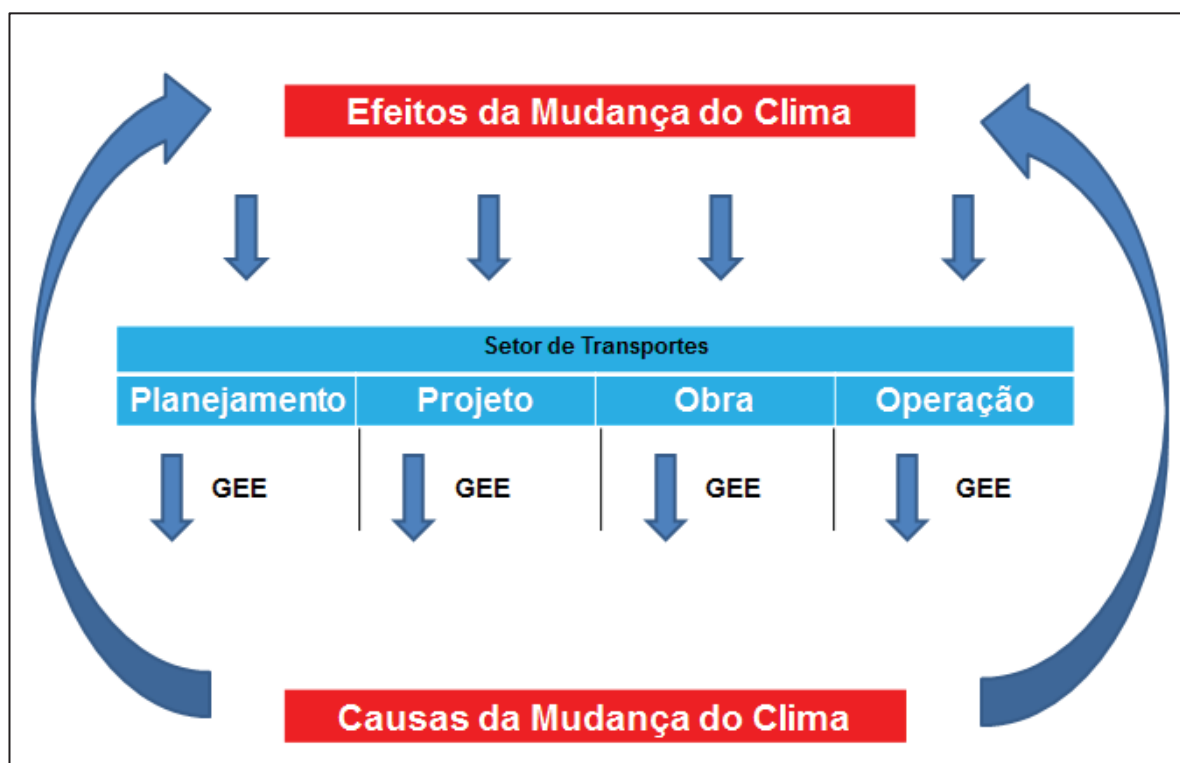 Efeitos da Mudança do Clima
Setor de Transportes
Planejamento Projeto Obra Operação
GEE GEE GEE GEE
Causas da Mudança do Clima